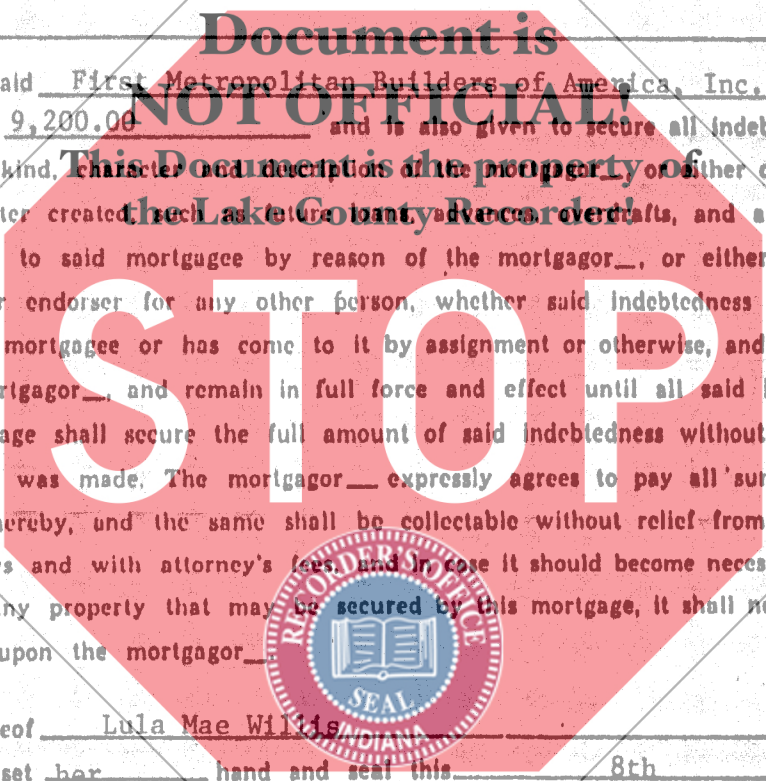 Document is
aid First Metropolitan Builders of America, Inc.
NOT OFFICIAL!
9,200.00 and is also given to secure all indeb
This Document is the property of
kind, character and description of the mortgagor_, or either o
the Lake County Recorder!
ter created, such as future loans, advances, overdrafts, and a
to said mortgagee by reason of the mortgagor_, or either
r endorser for any other person, whether said indebtedness
mortgagee or has come to it by assignment or otherwise, and
rtgagor_, and remain in full force and effect until all said
age shall secure the full amount of said indebtedness without
was made. The mortgagor_ expressly agrees to pay all sur
ereby, and the same shall be collectable without relief from
s and with attorney's fees, and in case it should become neces
ny property that may be secured by this mortgage, it shall no
upon the mortgagor_.
STOP
RECORDER'S OFFICE
SEAL
INDIANA
eof Lula Mae Willis
set her hand and seal this 8th